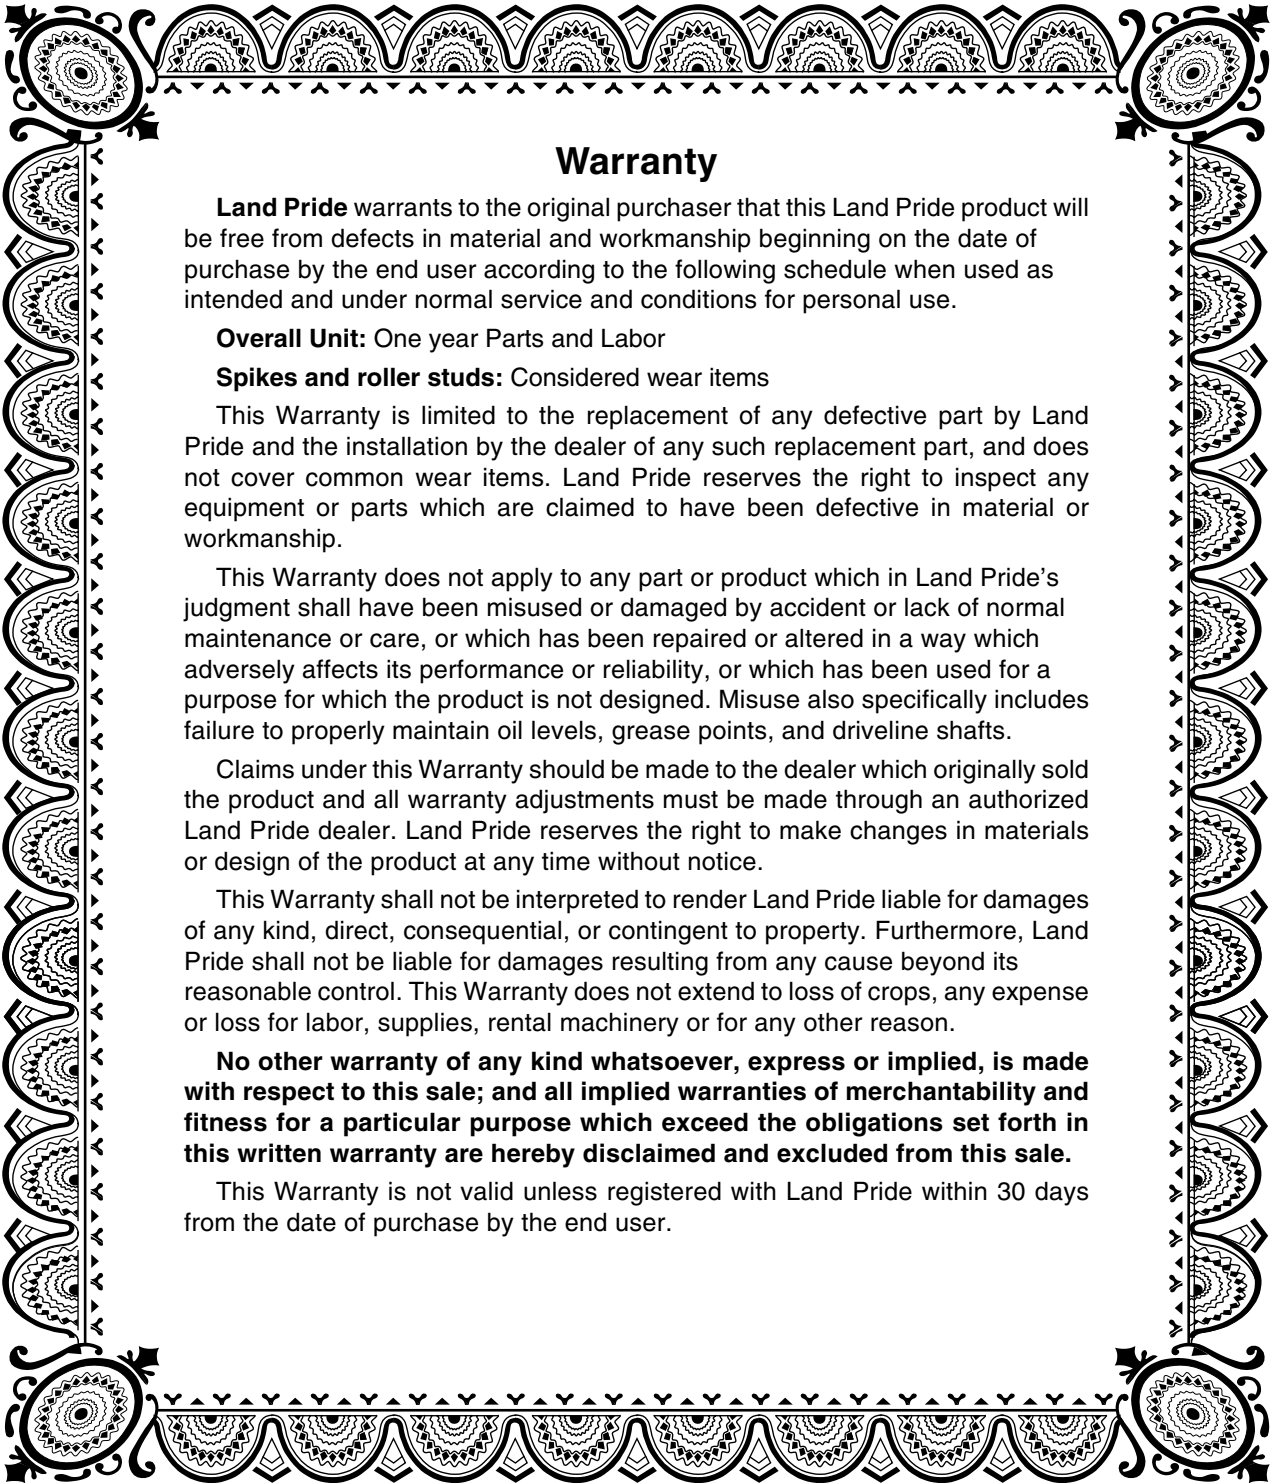 Warranty
Land Pride warrants to the original purchaser that this Land Pride product will
be free from defects in material and workmanship beginning on the date of
purchase by the end user according to the following schedule when used as
intended and under normal service and conditions for personal use.
Overall Unit: One year Parts and Labor
Spikes and roller studs: Considered wear items
This Warranty is limited to the replacement of any defective part by Land
Pride and the installation by the dealer of any such replacement part, and does
not cover common wear items. Land Pride reserves the right to inspect any
equipment or parts which are claimed to have been defective in material or
workmanship.
This Warranty does not apply to any part or product which in Land Pride’s
judgment shall have been misused or damaged by accident or lack of normal
maintenance or care, or which has been repaired or altered in a way which
adversely affects its performance or reliability, or which has been used for a
purpose for which the product is not designed. Misuse also specifically includes
failure to properly maintain oil levels, grease points, and driveline shafts.
Claims under this Warranty should be made to the dealer which originally sold
the product and all warranty adjustments must be made through an authorized
Land Pride dealer. Land Pride reserves the right to make changes in materials
or design of the product at any time without notice.
This Warranty shall not be interpreted to render Land Pride liable for damages
of any kind, direct, consequential, or contingent to property. Furthermore, Land
Pride shall not be liable for damages resulting from any cause beyond its
reasonable control. This Warranty does not extend to loss of crops, any expense
or loss for labor, supplies, rental machinery or for any other reason.
No other warranty of any kind whatsoever, express or implied, is made
with respect to this sale; and all implied warranties of merchantability and
fitness for a particular purpose which exceed the obligations set forth in
this written warranty are hereby disclaimed and excluded from this sale.
This Warranty is not valid unless registered with Land Pride within 30 days
from the date of purchase by the end user.